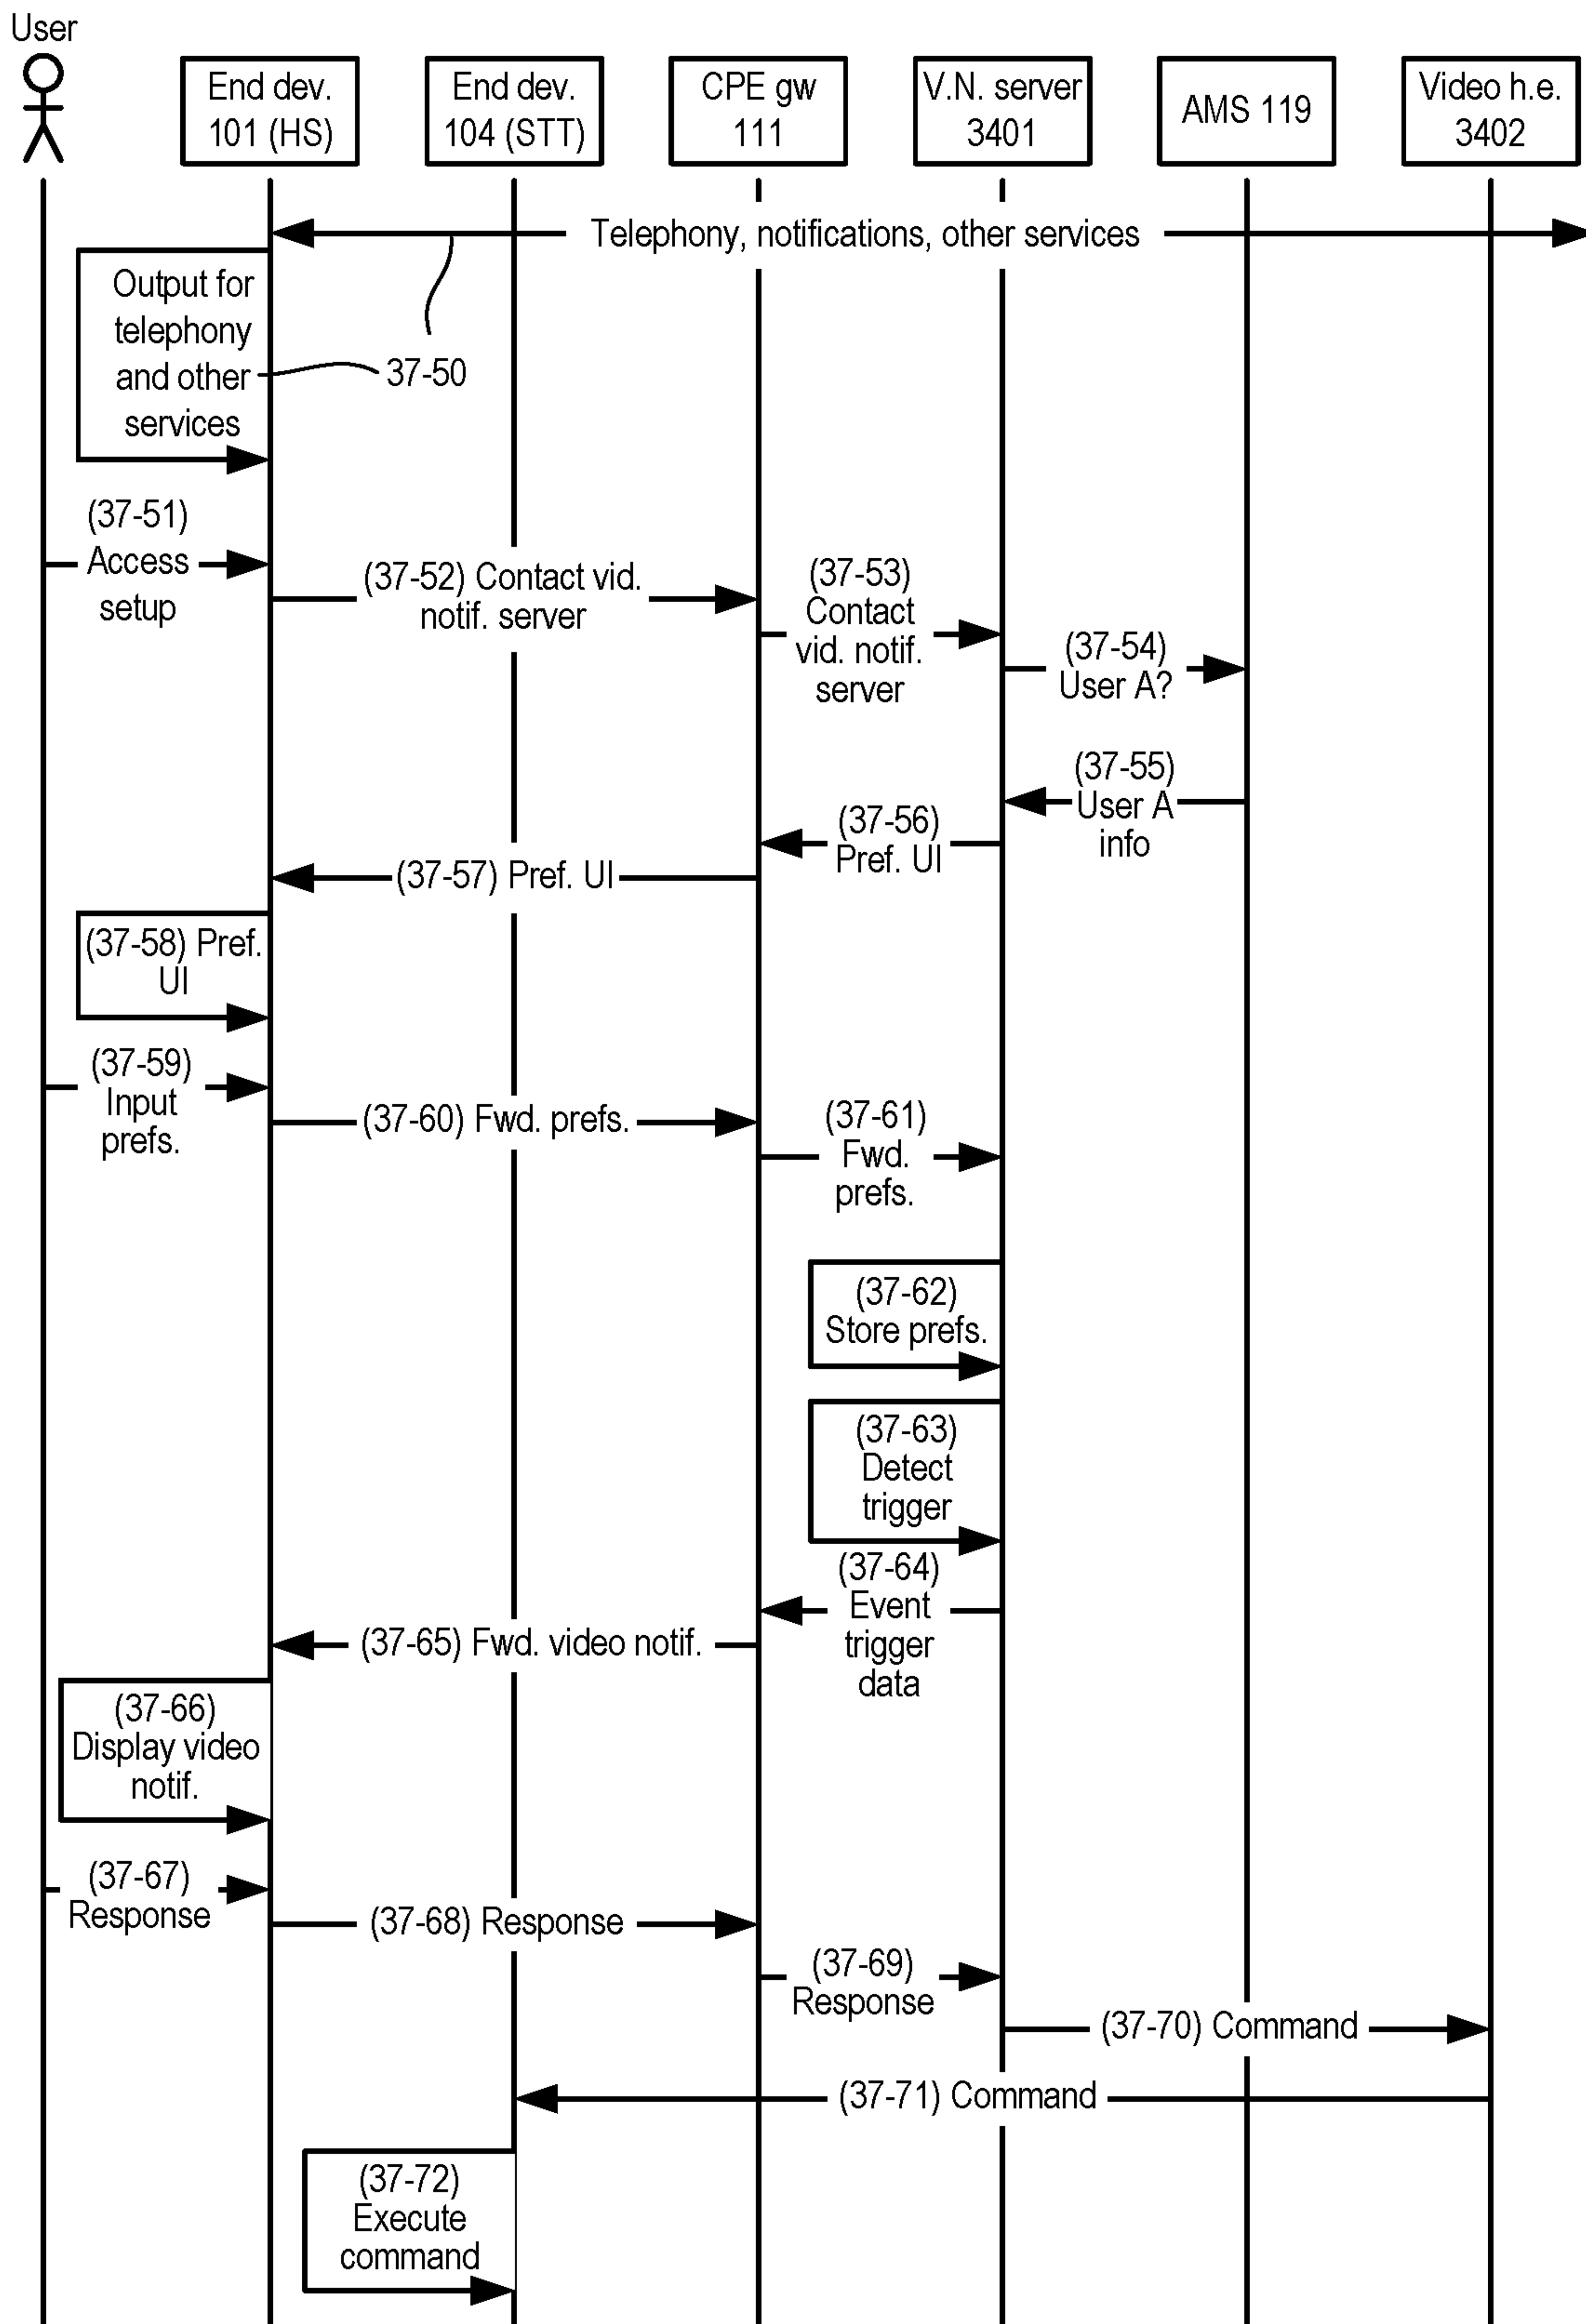 User
End dev.
101 (HS)
End dev.
104 (STT)
CPE gw
111
V.N. server
3401
AMS 119
Video h.e.
3402
Telephony, notifications, other services
Output for
telephony
and other
services
37-50
(37-51)
Access
setup
(37-52) Contact vid.
notif. server
(37-53)
Contact
vid. notif.
server
(37-54)
User A?
(37-55)
User A
info
(37-56)
Pref. UI
(37-57) Pref. UI
(37-58) Pref.
UI
(37-59)
Input
prefs.
(37-60) Fwd. prefs.
(37-61)
Fwd.
prefs.
(37-62)
Store prefs.
(37-63)
Detect
trigger
(37-64)
Event
trigger
data
(37-65) Fwd. video notif.
(37-66)
Display video
notif.
(37-67)
Response
(37-68) Response
(37-69)
Response
(37-70) Command
(37-71) Command
(37-72)
Execute
command